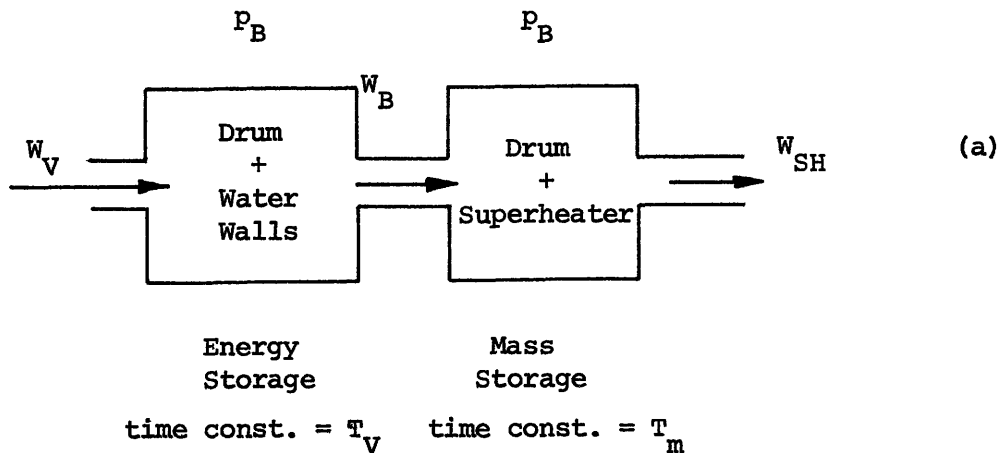 p_B p_B
W_B
W_V Drum + Water Walls Drum + Superheater W_SH (a)
Energy Storage Mass Storage
time const. = T_V time const. = T_m